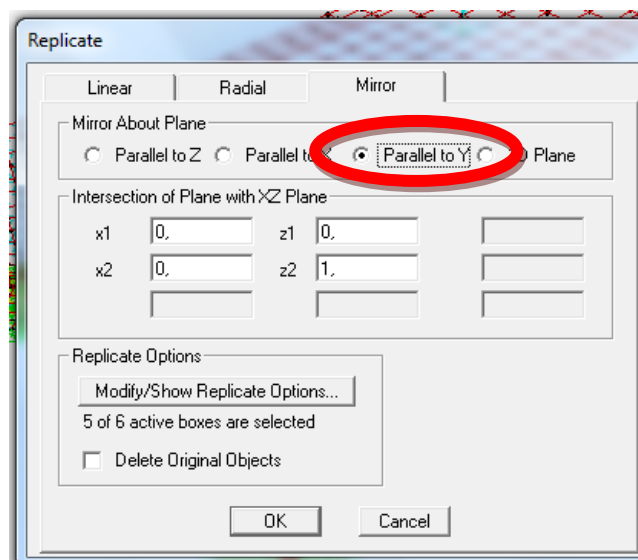 Replicate
Linear Radial Mirror
Mirror About Plane
Parallel to Z Parallel to Parallel to Y Plane
Intersection of Plane with XZ Plane
x1 0, z1 0,
x2 0, z2 1,
Replicate Options
Modify/Show Replicate Options...
5 of 6 active boxes are selected
Delete Original Objects
OK Cancel